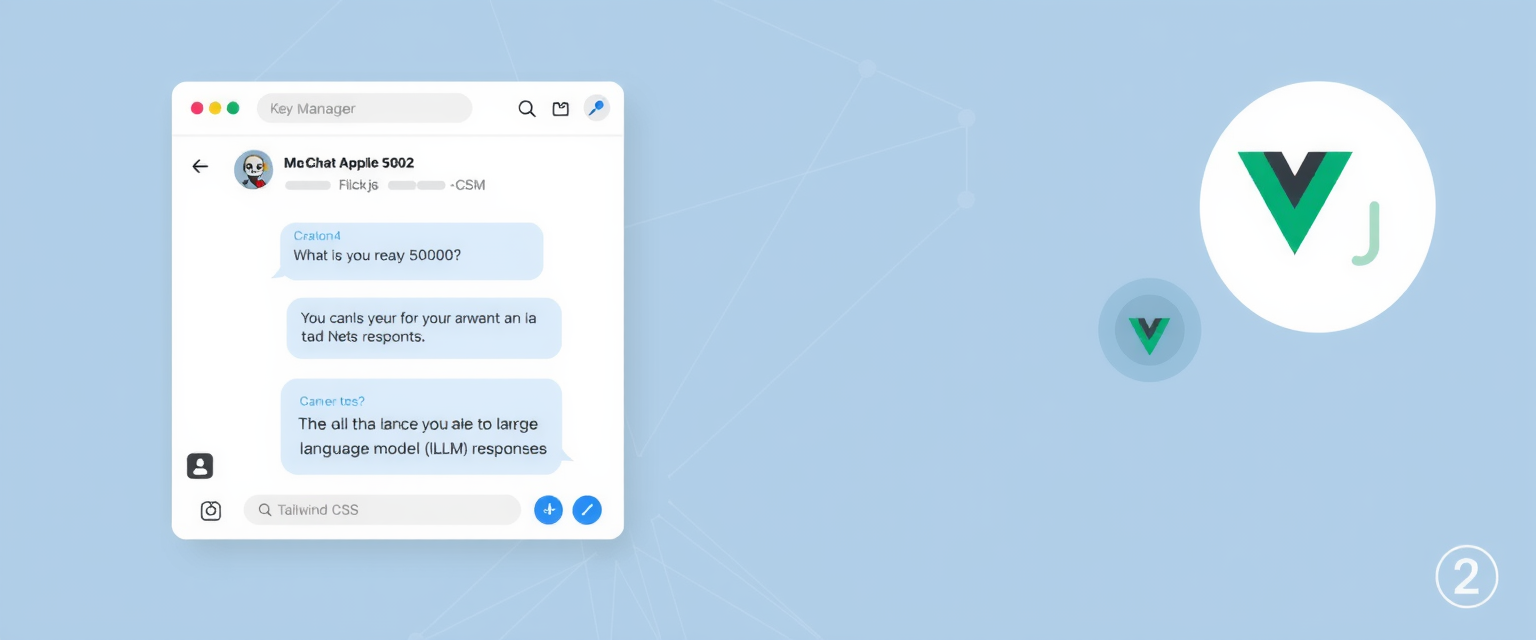 Key Manager
McChat Apple 5002
Flickjs -CSM
Cralon4
What is you reay 50000?
You canls yeur for your arwant an la
tad Nets responts.
Camer tos?
The all tha lance you ale to larrge
language model (ILLM) responses
Tailwind CSS
J
2